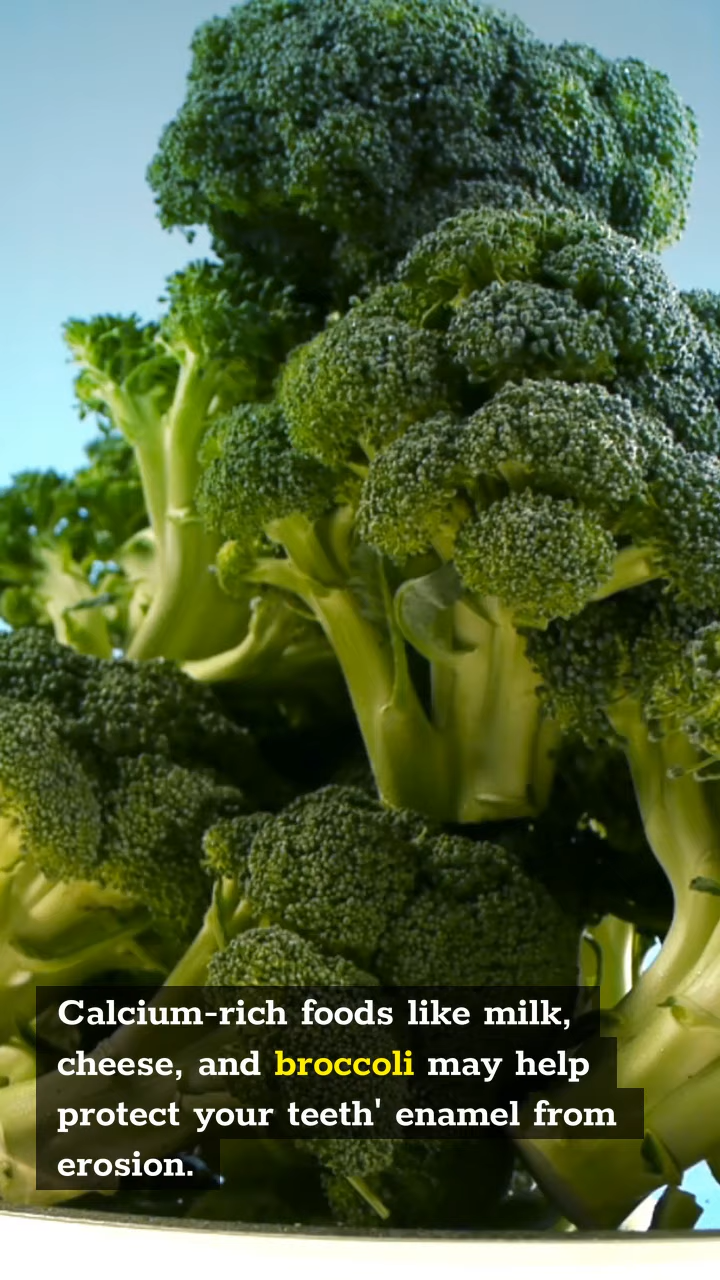 Calcium-rich foods like milk,
cheese, and broccoli may help
protect your teeth' enamel from
erosion.